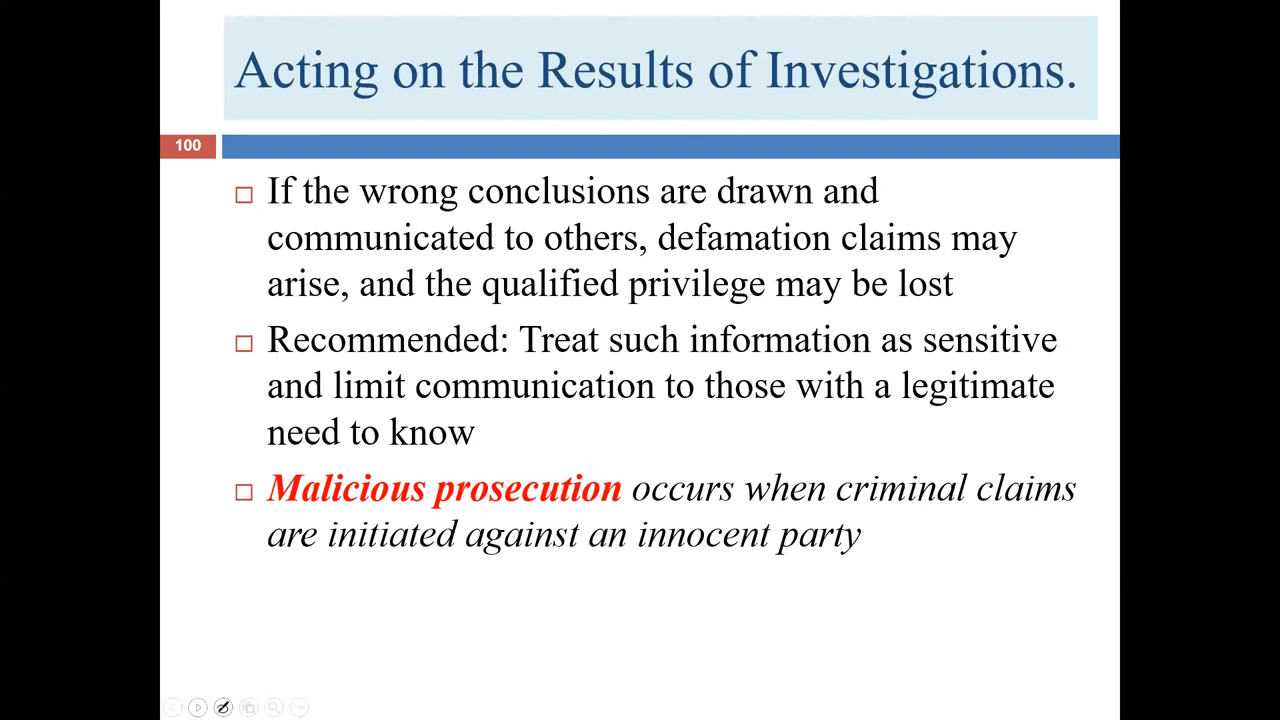 Acting on the Results of Investigations.
100
If the wrong conclusions are drawn and
communicated to others, defamation claims may
arise, and the qualified privilege may be lost
Recommended: Treat such information as sensitive
and limit communication to those with a legitimate
need to know
Malicious prosecution occurs when criminal claims
are initiated against an innocent party